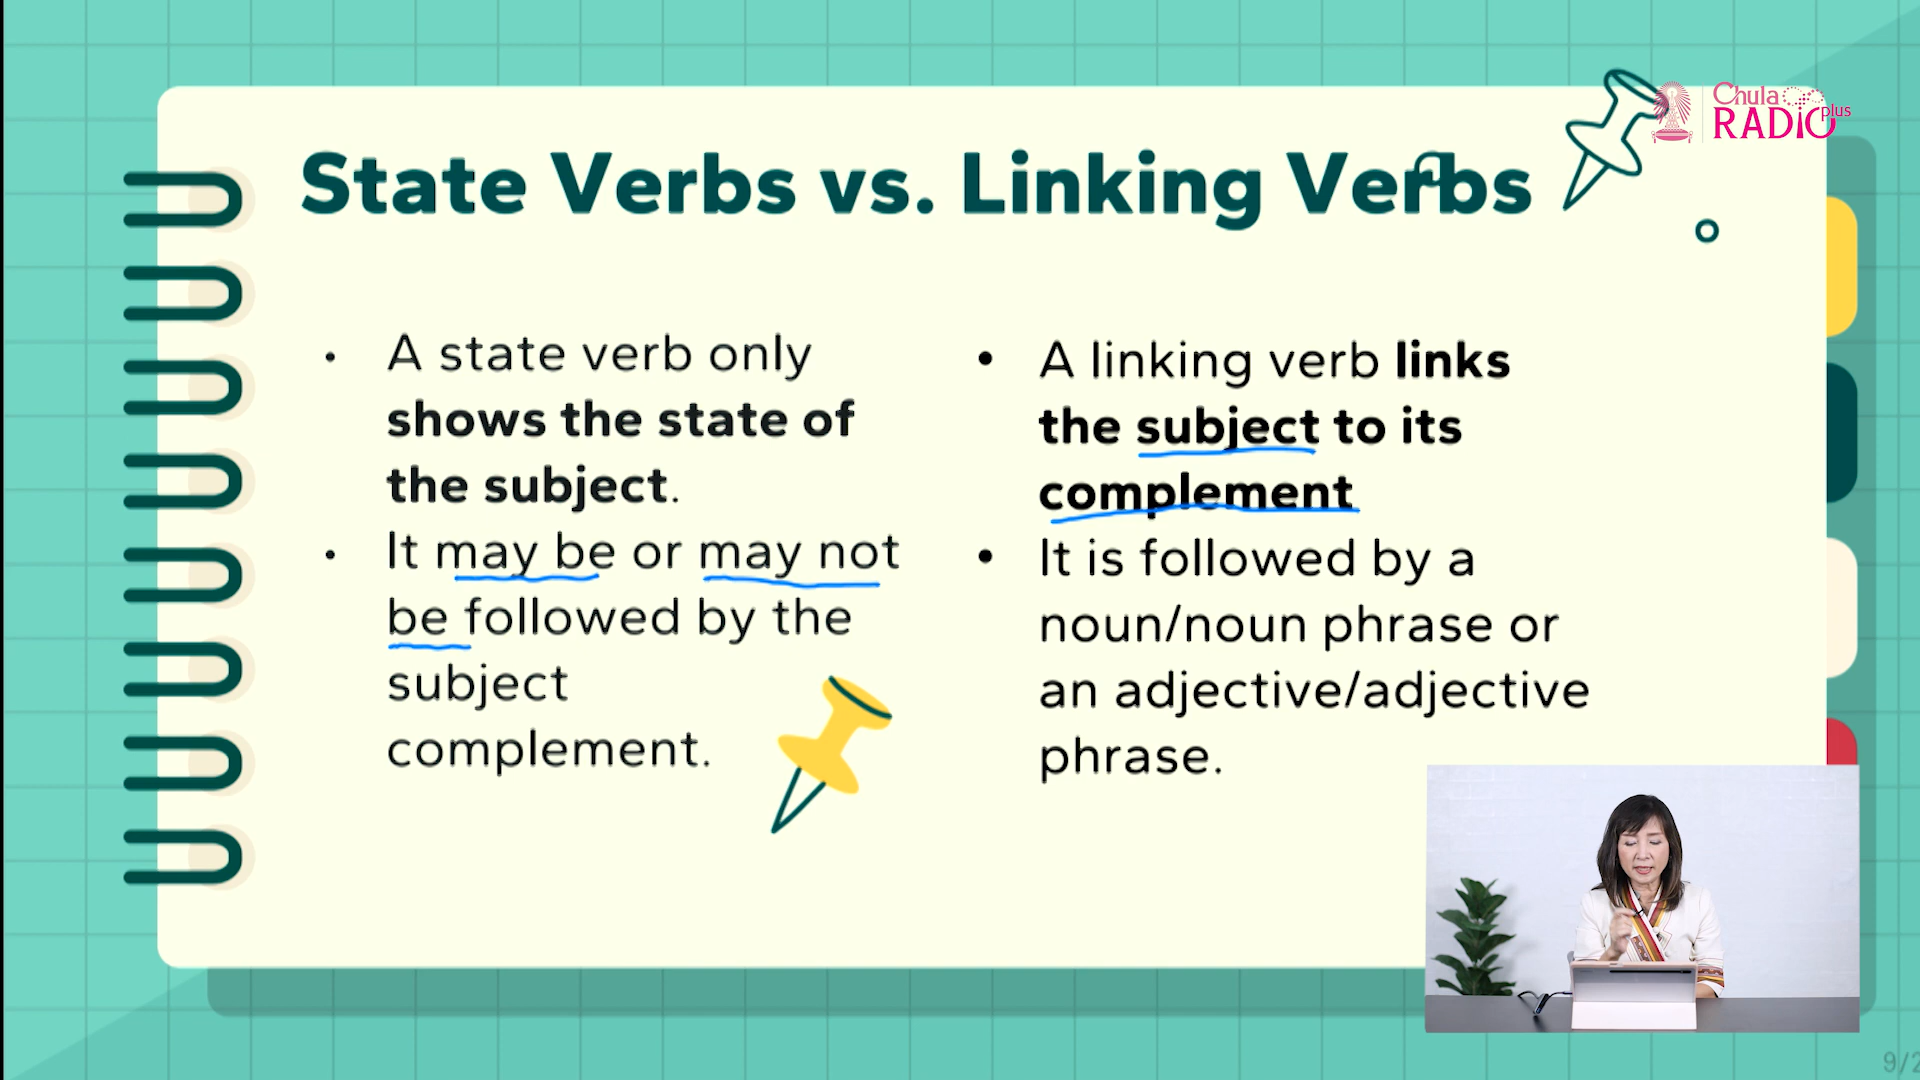 Chula
RADIO plus
State Verbs vs. Linking Verbs
• A state verb only
shows the state of
the subject.
• It may be or may not
be followed by the
subject
complement.
• A linking verb links
the subject to its
complement
• It is followed by a
noun/noun phrase or
an adjective/adjective
phrase.